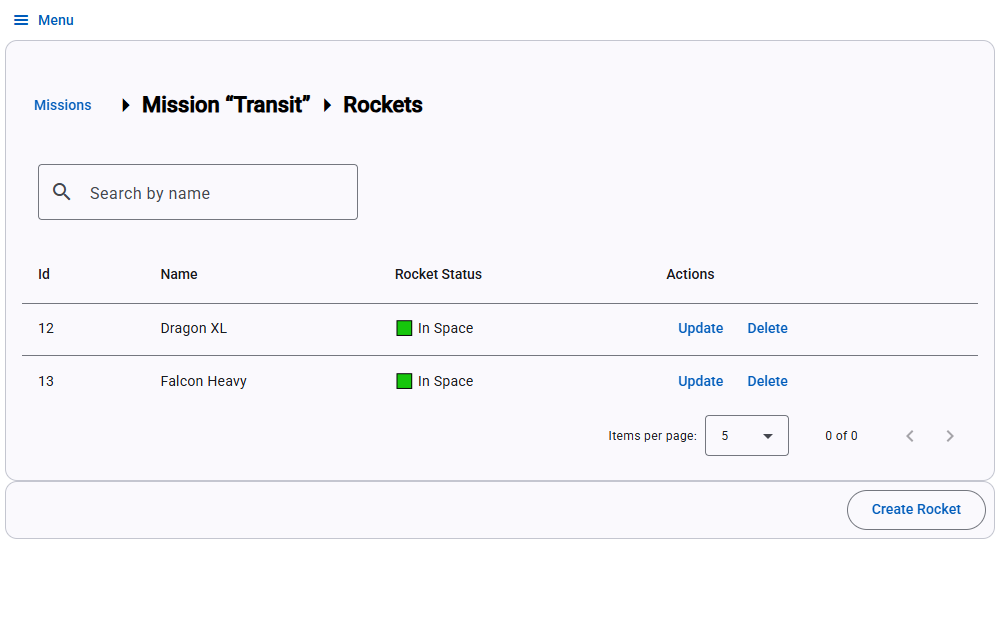 Menu
Missions Mission “Transit” Rockets
Search by name
Id Name Rocket Status Actions
12 Dragon XL In Space Update Delete
13 Falcon Heavy In Space Update Delete
Items per page: 5 0 of 0
Create Rocket